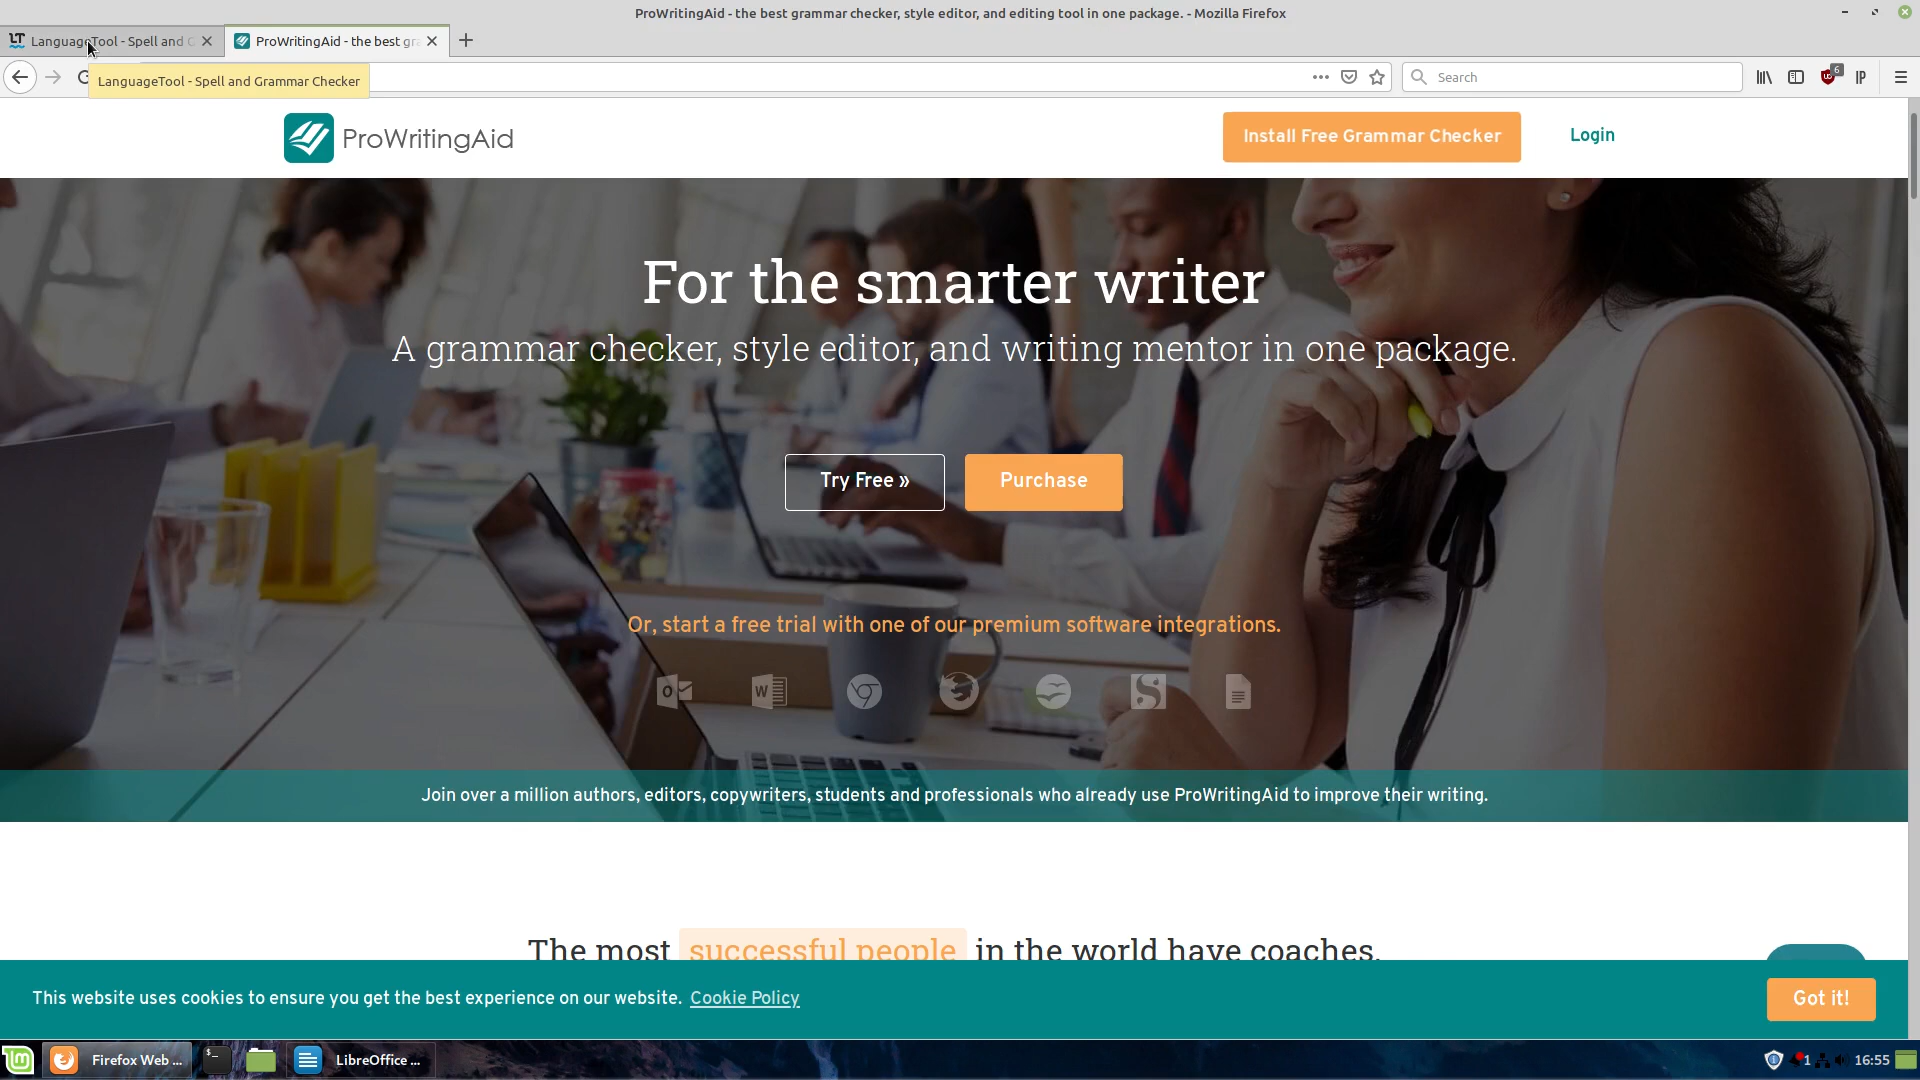 ProWritingAid - the best grammar checker, style editor, and editing tool in one package. - Mozilla Firefox
LanguageTool - Spell and G
ProWritingAid - the best gr
LanguageTool - Spell and Grammar Checker
Search
6
ProWritingAid
Install Free Grammar Checker
Login
For the smarter writer
A grammar checker, style editor, and writing mentor in one package.
Try Free »
Purchase
Or, start a free trial with one of our premium software integrations.
Join over a million authors, editors, copywriters, students and professionals who already use ProWritingAid to improve their writing.
The most successful people in the world have coaches.
This website uses cookies to ensure you get the best experience on our website. Cookie Policy
Got it!
Firefox Web ...
LibreOffice ...
1
16:55